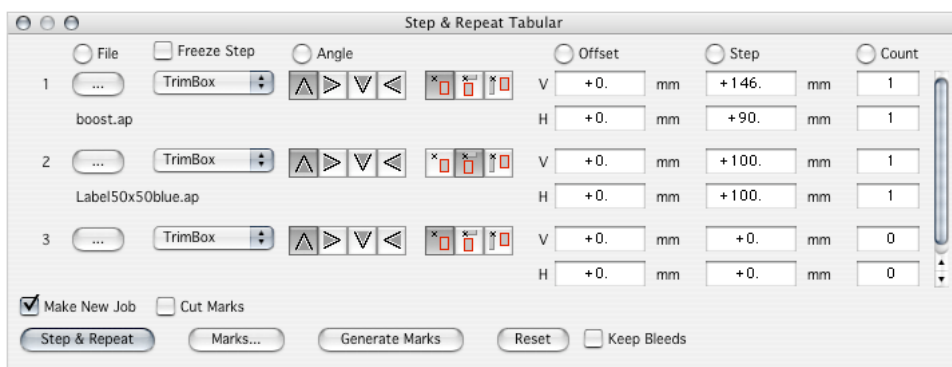 Step & Repeat Tabular
File Freeze Step Angle Offset Step Count
1 ... TrimBox V +0. mm +146. mm 1
boost.ap H +0. mm +90. mm 1
2 ... TrimBox V +0. mm +100. mm 1
Label50x50blue.ap H +0. mm +100. mm 1
3 ... TrimBox V +0. mm +0. mm 0
H +0. mm +0. mm 0
Make New Job Cut Marks
Step & Repeat Marks... Generate Marks Reset Keep Bleeds